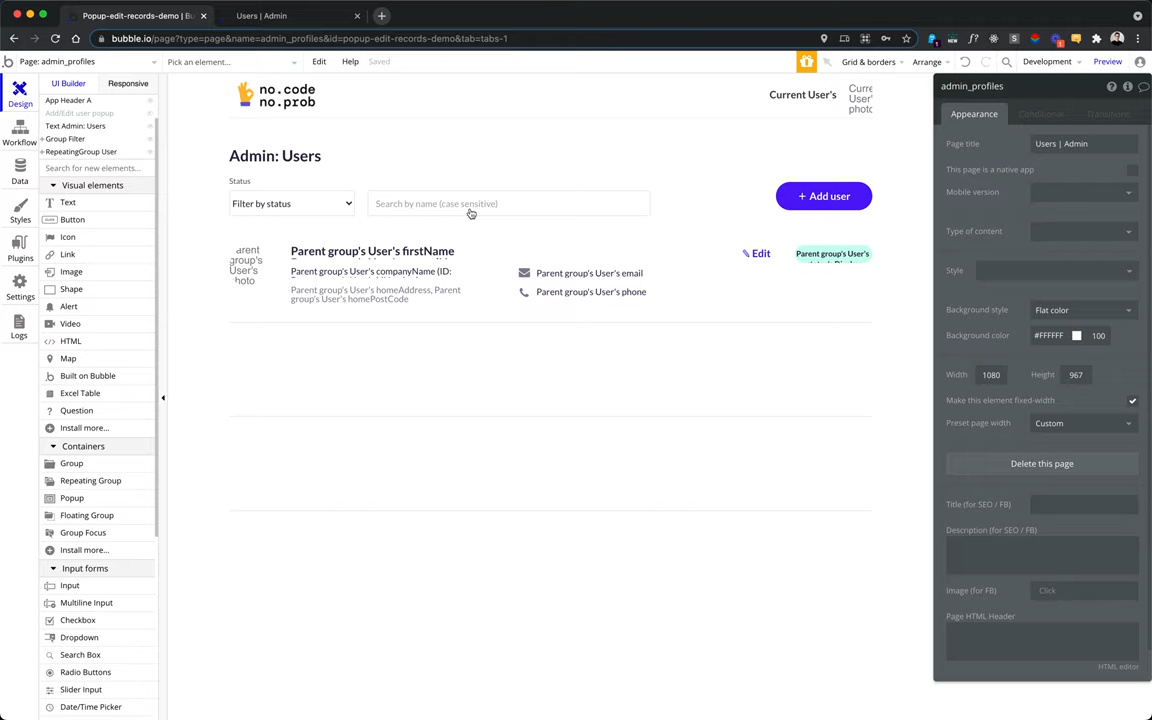 Popup-edit-records-demo | Bu
Users | Admin
bubble.io/page?type=page&name=admin_profiles&id=popup-edit-records-demo&tab=tabs-1
Page: admin_profiles
Pick an element...
Edit
Help
Saved
Grid & borders
Arrange
Development
Preview
Design
Workflow
Data
Styles
Plugins
Settings
Logs
UI Builder
Responsive
App Header A
Add/Edit user popup
Text Admin: Users
Group Filter
RepeatingGroup User
Search for new elements...
Visual elements
Text
Button
Icon
Link
Image
Shape
Alert
Video
HTML
Map
Built on Bubble
Excel Table
Question
Install more...
Containers
Group
Repeating Group
Popup
Floating Group
Group Focus
Install more...
Input forms
Input
Multiline Input
Checkbox
Dropdown
Search Box
Radio Buttons
Slider Input
Date/Time Picker
no.code
no.prob
Current User's
Curre
User's
photo
Admin: Users
Status
Filter by status
Search by name (case sensitive)
+ Add user
User's
photo
Parent group's User's firstName
Parent group's User's companyName (ID:
Parent group's User's homeAddress, Parent
group's User's homePostCode
Parent group's User's email
Parent group's User's phone
Edit
Parent group's User's
admin_profiles
Appearance
Conditional
Transitions
Page title
Users | Admin
This page is a native app
Mobile version
Type of content
Style
Background style
Flat color
Background color
#FFFFFF
100
Width
1080
Height
967
Make this element fixed-width
Preset page width
Custom
Delete this page
Title (for SEO / FB)
Description (for SEO / FB)
Image (for FB)
Click
Page HTML Header
HTML editor